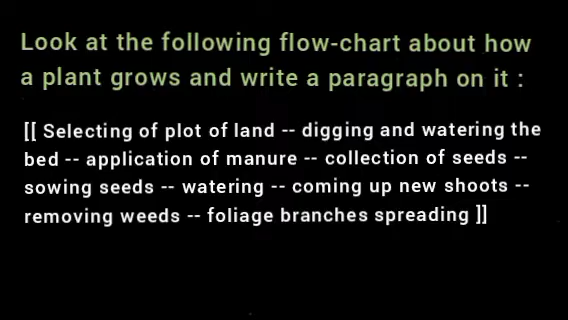 Look at the following flow-chart about how
a plant grows and write a paragraph on it :
[[ Selecting of plot of land -- digging and watering the
bed -- application of manure -- collection of seeds --
sowing seeds -- watering -- coming up new shoots --
removing weeds -- foliage branches spreading ]]